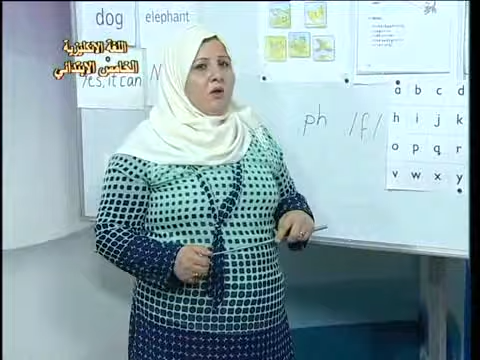 اللغة الانكليزية
الخامس الابتدائي
dog
elephant
Yes, it can
N
ph /f/
a b c d
h i j k
o p q r
v w x y